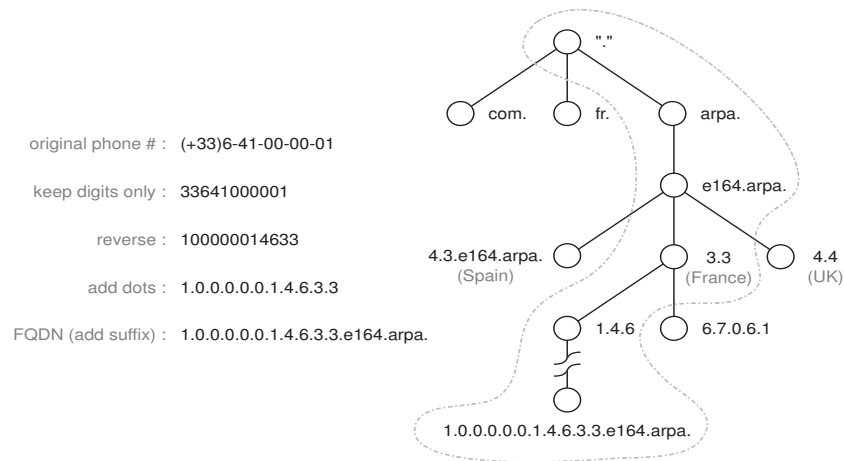 original phone # : (+33)6-41-00-00-01
keep digits only : 33641000001
reverse : 100000014633
add dots : 1.0.0.0.0.0.1.4.6.3.3
FQDN (add suffix) : 1.0.0.0.0.0.1.4.6.3.3.e164.arpa.
"."
com.
fr.
arpa.
e164.arpa.
4.3.e164.arpa.
(Spain)
3.3
(France)
4.4
(UK)
1.4.6
6.7.0.6.1
1.0.0.0.0.0.1.4.6.3.3.e164.arpa.